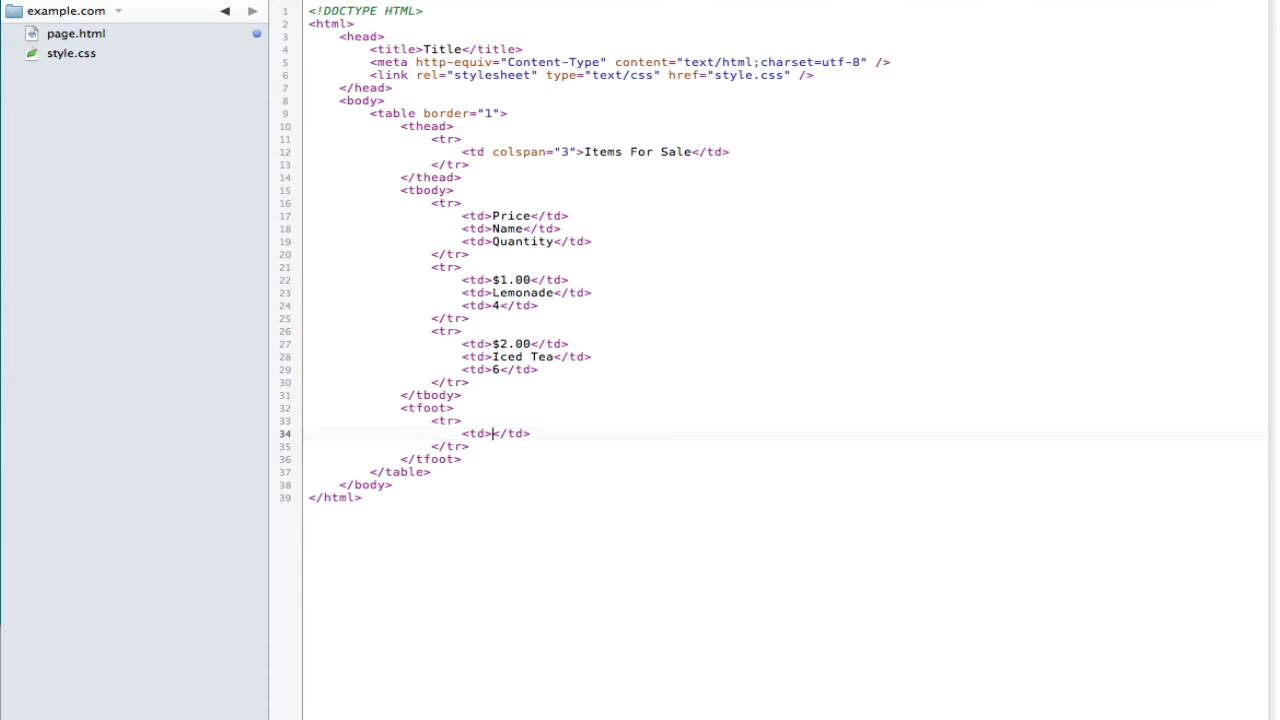 example.com
page.html
style.css
1 <!DOCTYPE HTML>
2 <html>
3 <head>
4 <title>Title</title>
5 <meta http-equiv="Content-Type" content="text/html;charset=utf-8" />
6 <link rel="stylesheet" type="text/css" href="style.css" />
7 </head>
8 <body>
9 <table border="1">
10 <thead>
11 <tr>
12 <td colspan="3">Items For Sale</td>
13 </tr>
14 </thead>
15 <tbody>
16 <tr>
17 <td>Price</td>
18 <td>Name</td>
19 <td>Quantity</td>
20 </tr>
21 <tr>
22 <td>$1.00</td>
23 <td>Lemonade</td>
24 <td>4</td>
25 </tr>
26 <tr>
27 <td>$2.00</td>
28 <td>Iced Tea</td>
29 <td>6</td>
30 </tr>
31 </tbody>
32 <tfoot>
33 <tr>
34 <td></td>
35 </tr>
36 </tfoot>
37 </table>
38 </body>
39 </html>